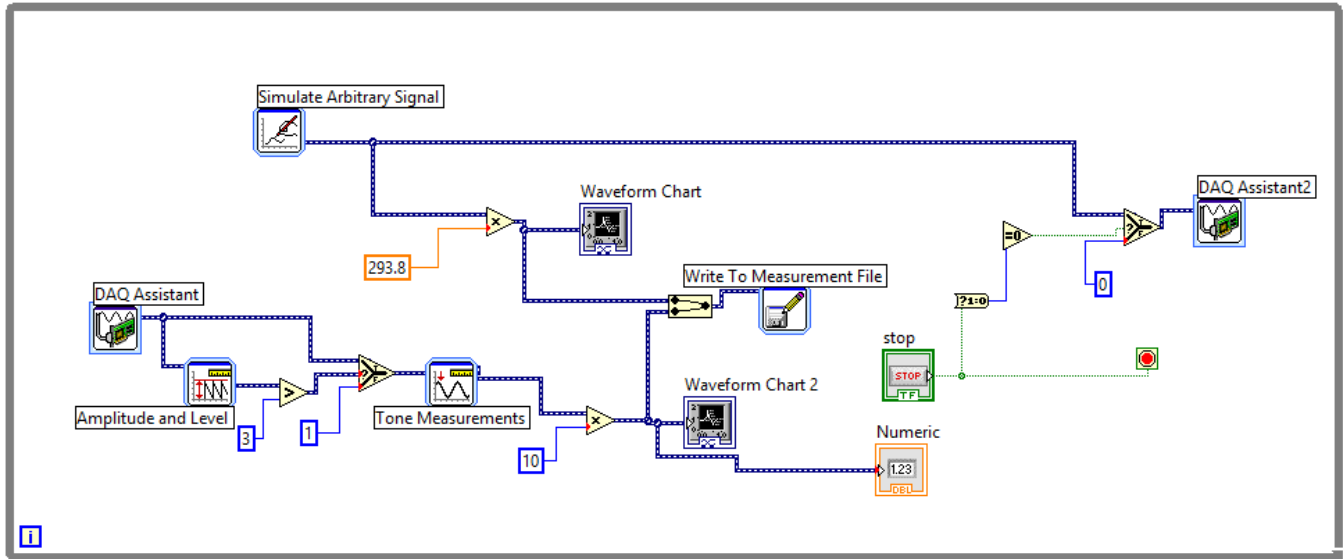 Simulate Arbitrary Signal
Waveform Chart
DAQ Assistant2
=0
x
293.8
Write To Measurement File
0
DAQ Assistant
?1:0
stop
STOP
TF
Waveform Chart 2
>
?
Amplitude and Level
3
1
Tone Measurements
x
10
Numeric
1.23
DBL
i